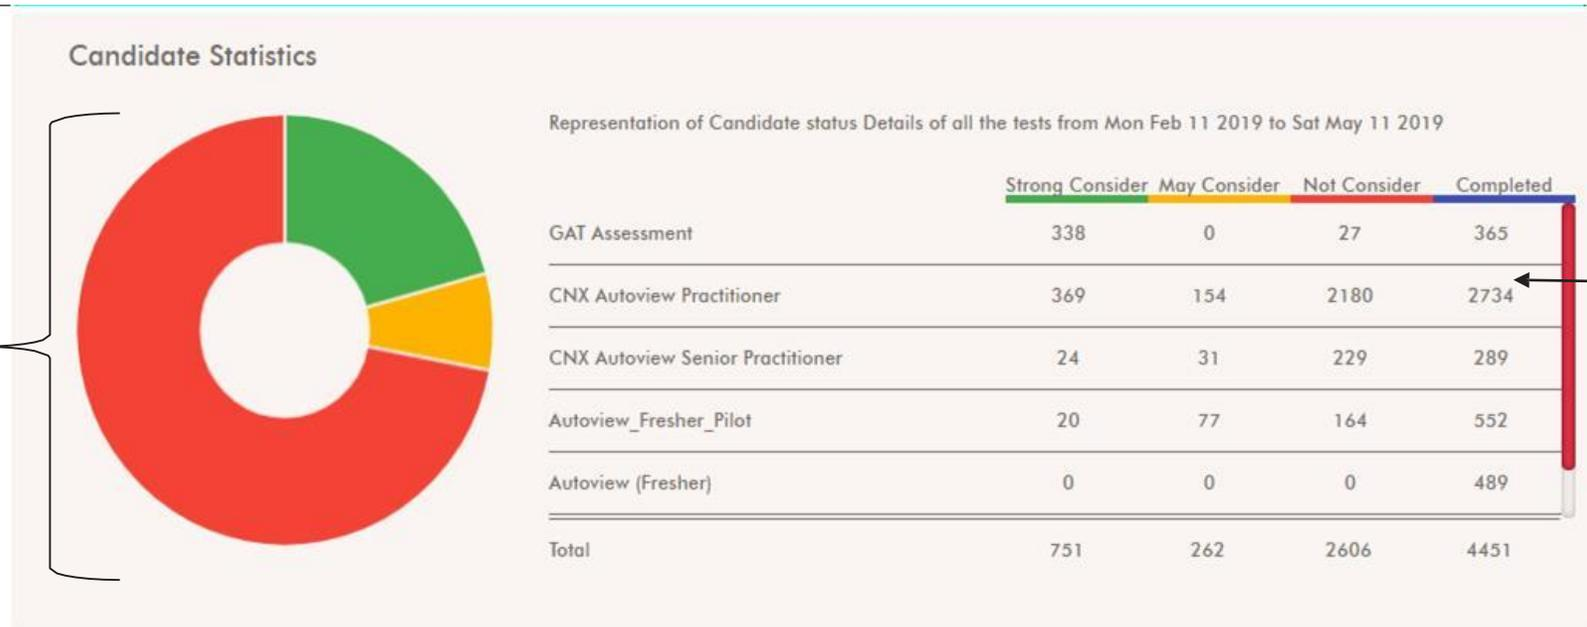 Candidate Statistics
Representation of Candidate status Details of all the tests from Mon Feb 11 2019 to Sat May 11 2019
Strong Consider May Consider Not Consider Completed
GAT Assessment 338 0 27 365
CNX Autoview Practitioner 369 154 2180 2734
CNX Autoview Senior Practitioner 24 31 229 289
Autoview_Fresher_Pilot 20 77 164 552
Autoview (Fresher) 0 0 0 489
Total 751 262 2606 4451